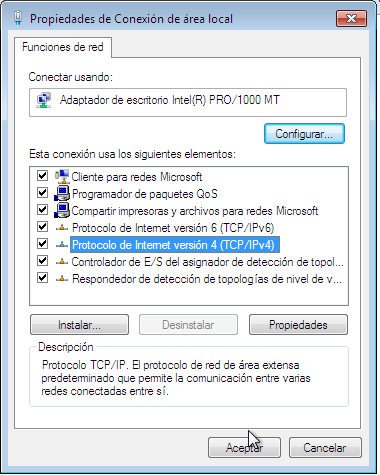 Propiedades de Conexión de área local
Funciones de red
Conectar usando:
Adaptador de escritorio Intel(R) PRO/1000 MT
Configurar...
Esta conexión usa los siguientes elementos:
Cliente para redes Microsoft
Programador de paquetes QoS
Compartir impresoras y archivos para redes Microsoft
Protocolo de Internet versión 6 (TCP/IPv6)
Protocolo de Internet versión 4 (TCP/IPv4)
Controlador de E/S del asignador de detección de topol...
Respondedor de detección de topologías de nivel de v...
Instalar...
Desinstalar
Propiedades
Descripción
Protocolo TCP/IP. El protocolo de red de área extensa
predeterminado que permite la comunicación entre varias
redes conectadas entre sí.
Aceptar
Cancelar